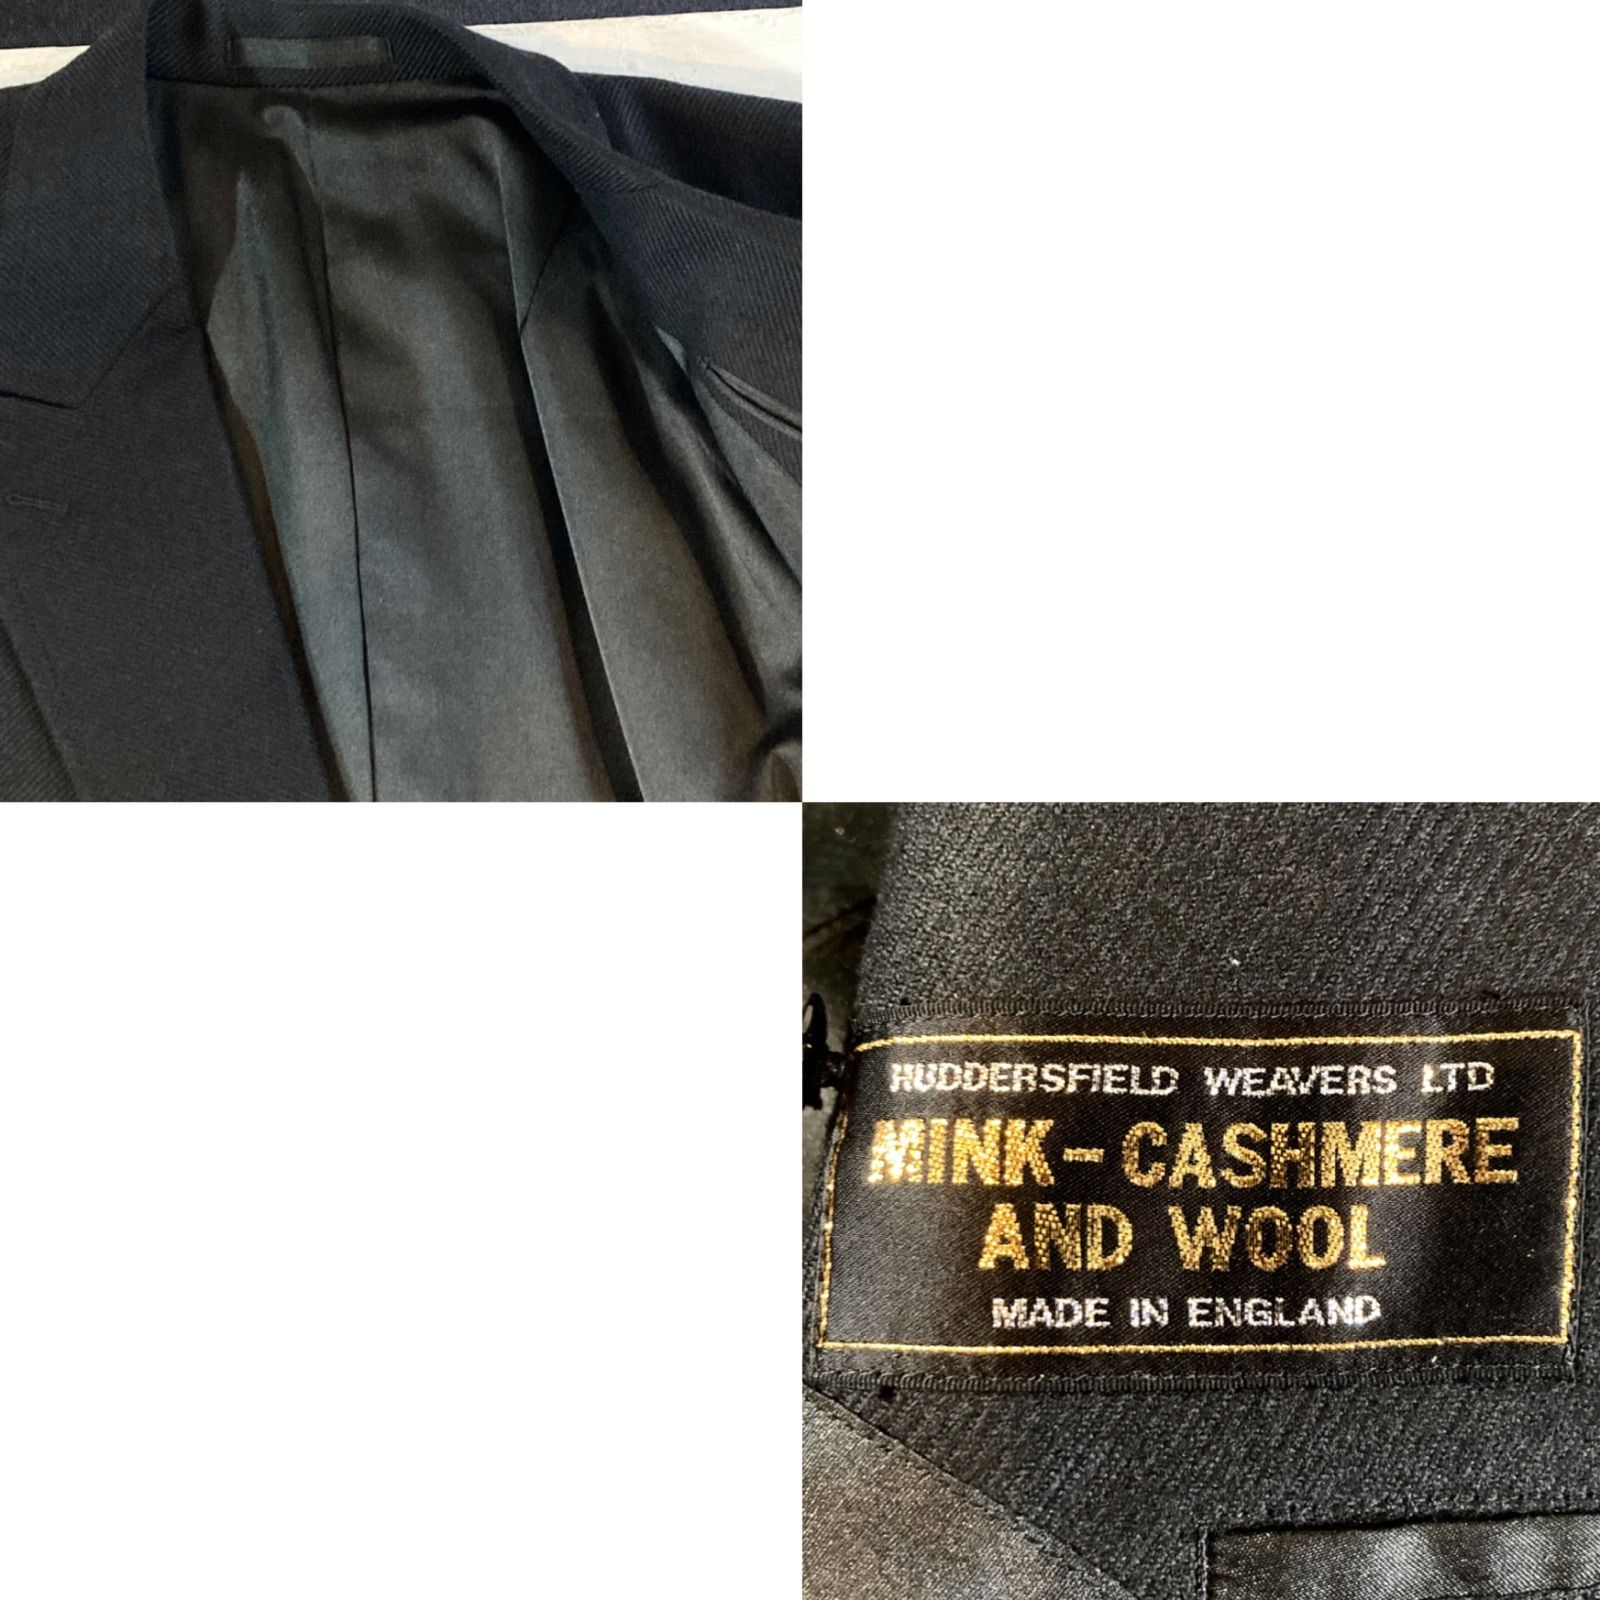 HUDDERSFIELD WEAVERS LTD
MINK-CASHMERE
AND WOOL
MADE IN ENGLAND